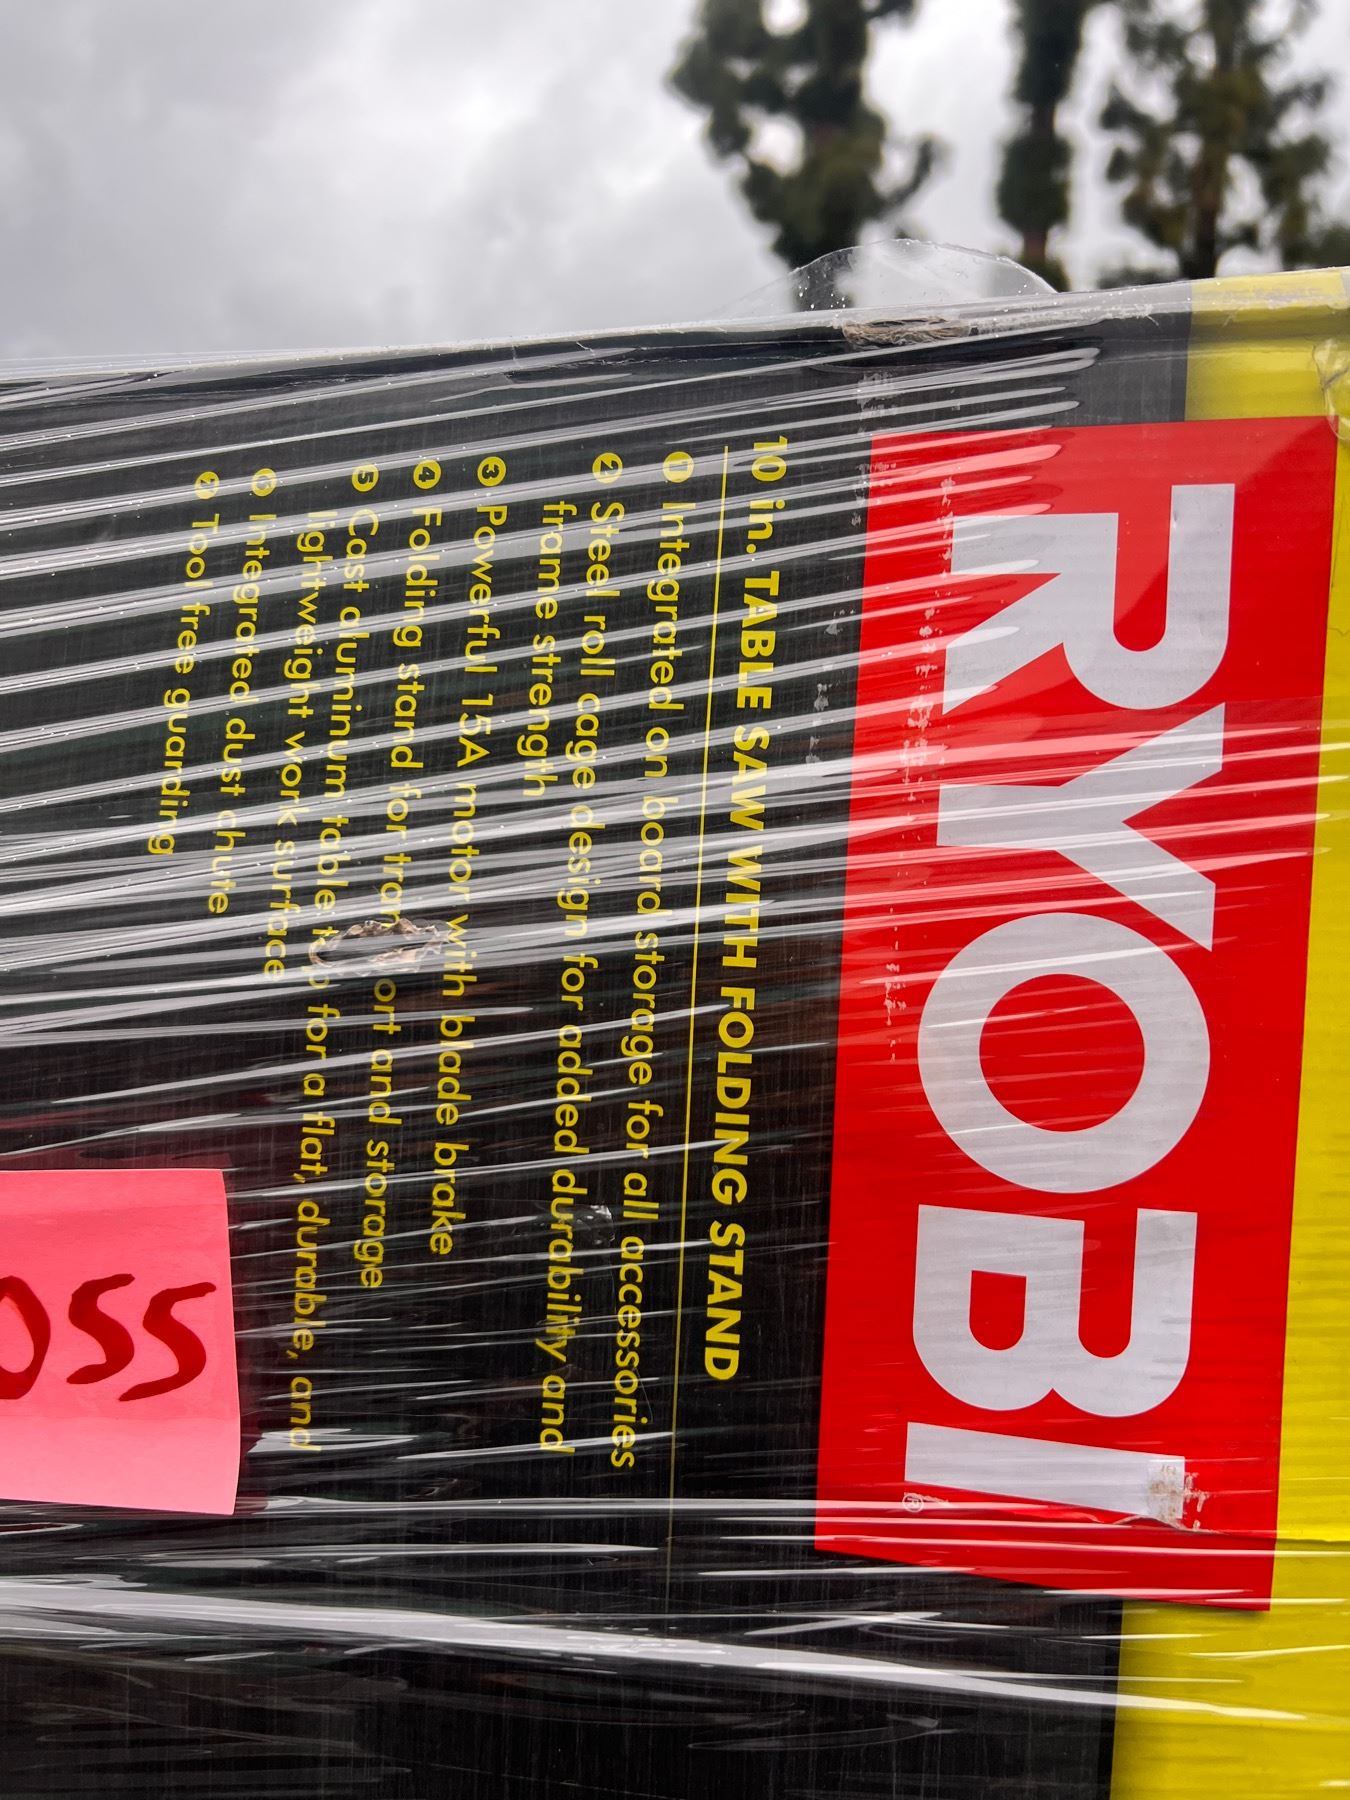 RYOBI®
10 in. TABLE SAW WITH FOLDING STAND
1 Integrated on board storage for all accessories
2 Steel roll cage design for added durability and
frame strength
3 Powerful 15A motor with blade brake
4 Folding stand for tran ort and storage
5 Cast aluminum table top for a flat, durable, and
lightweight work surface
6 Integrated dust chute
7 Tool free guarding
OSS